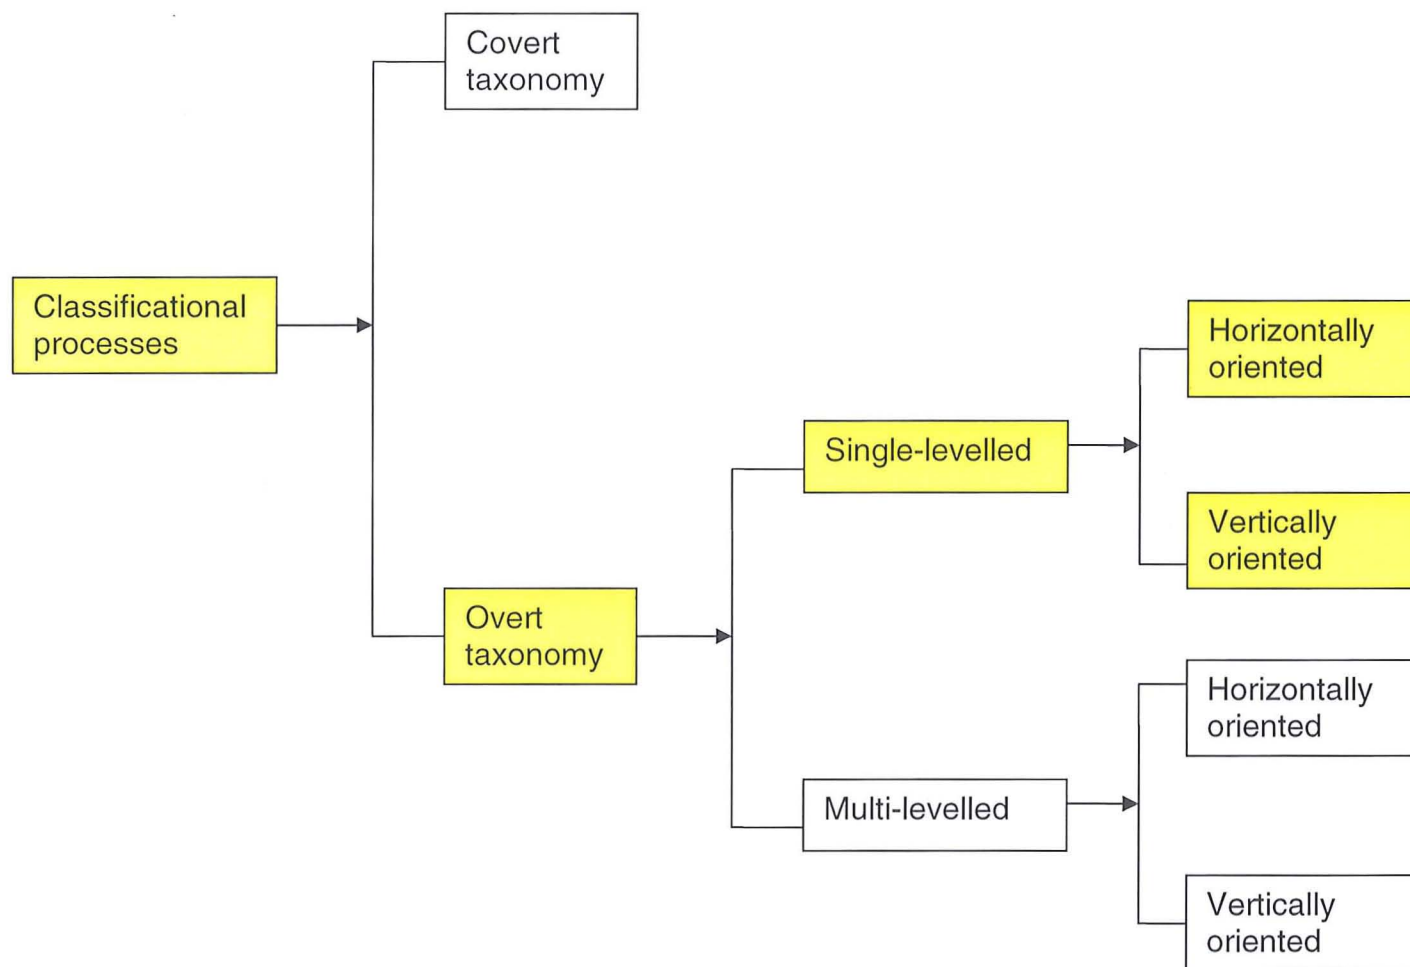 Covert
taxonomy
Classificational
processes
Horizontally
oriented
Single-levelled
Vertically
oriented
Overt
taxonomy
Horizontally
oriented
Multi-levelled
Vertically
oriented